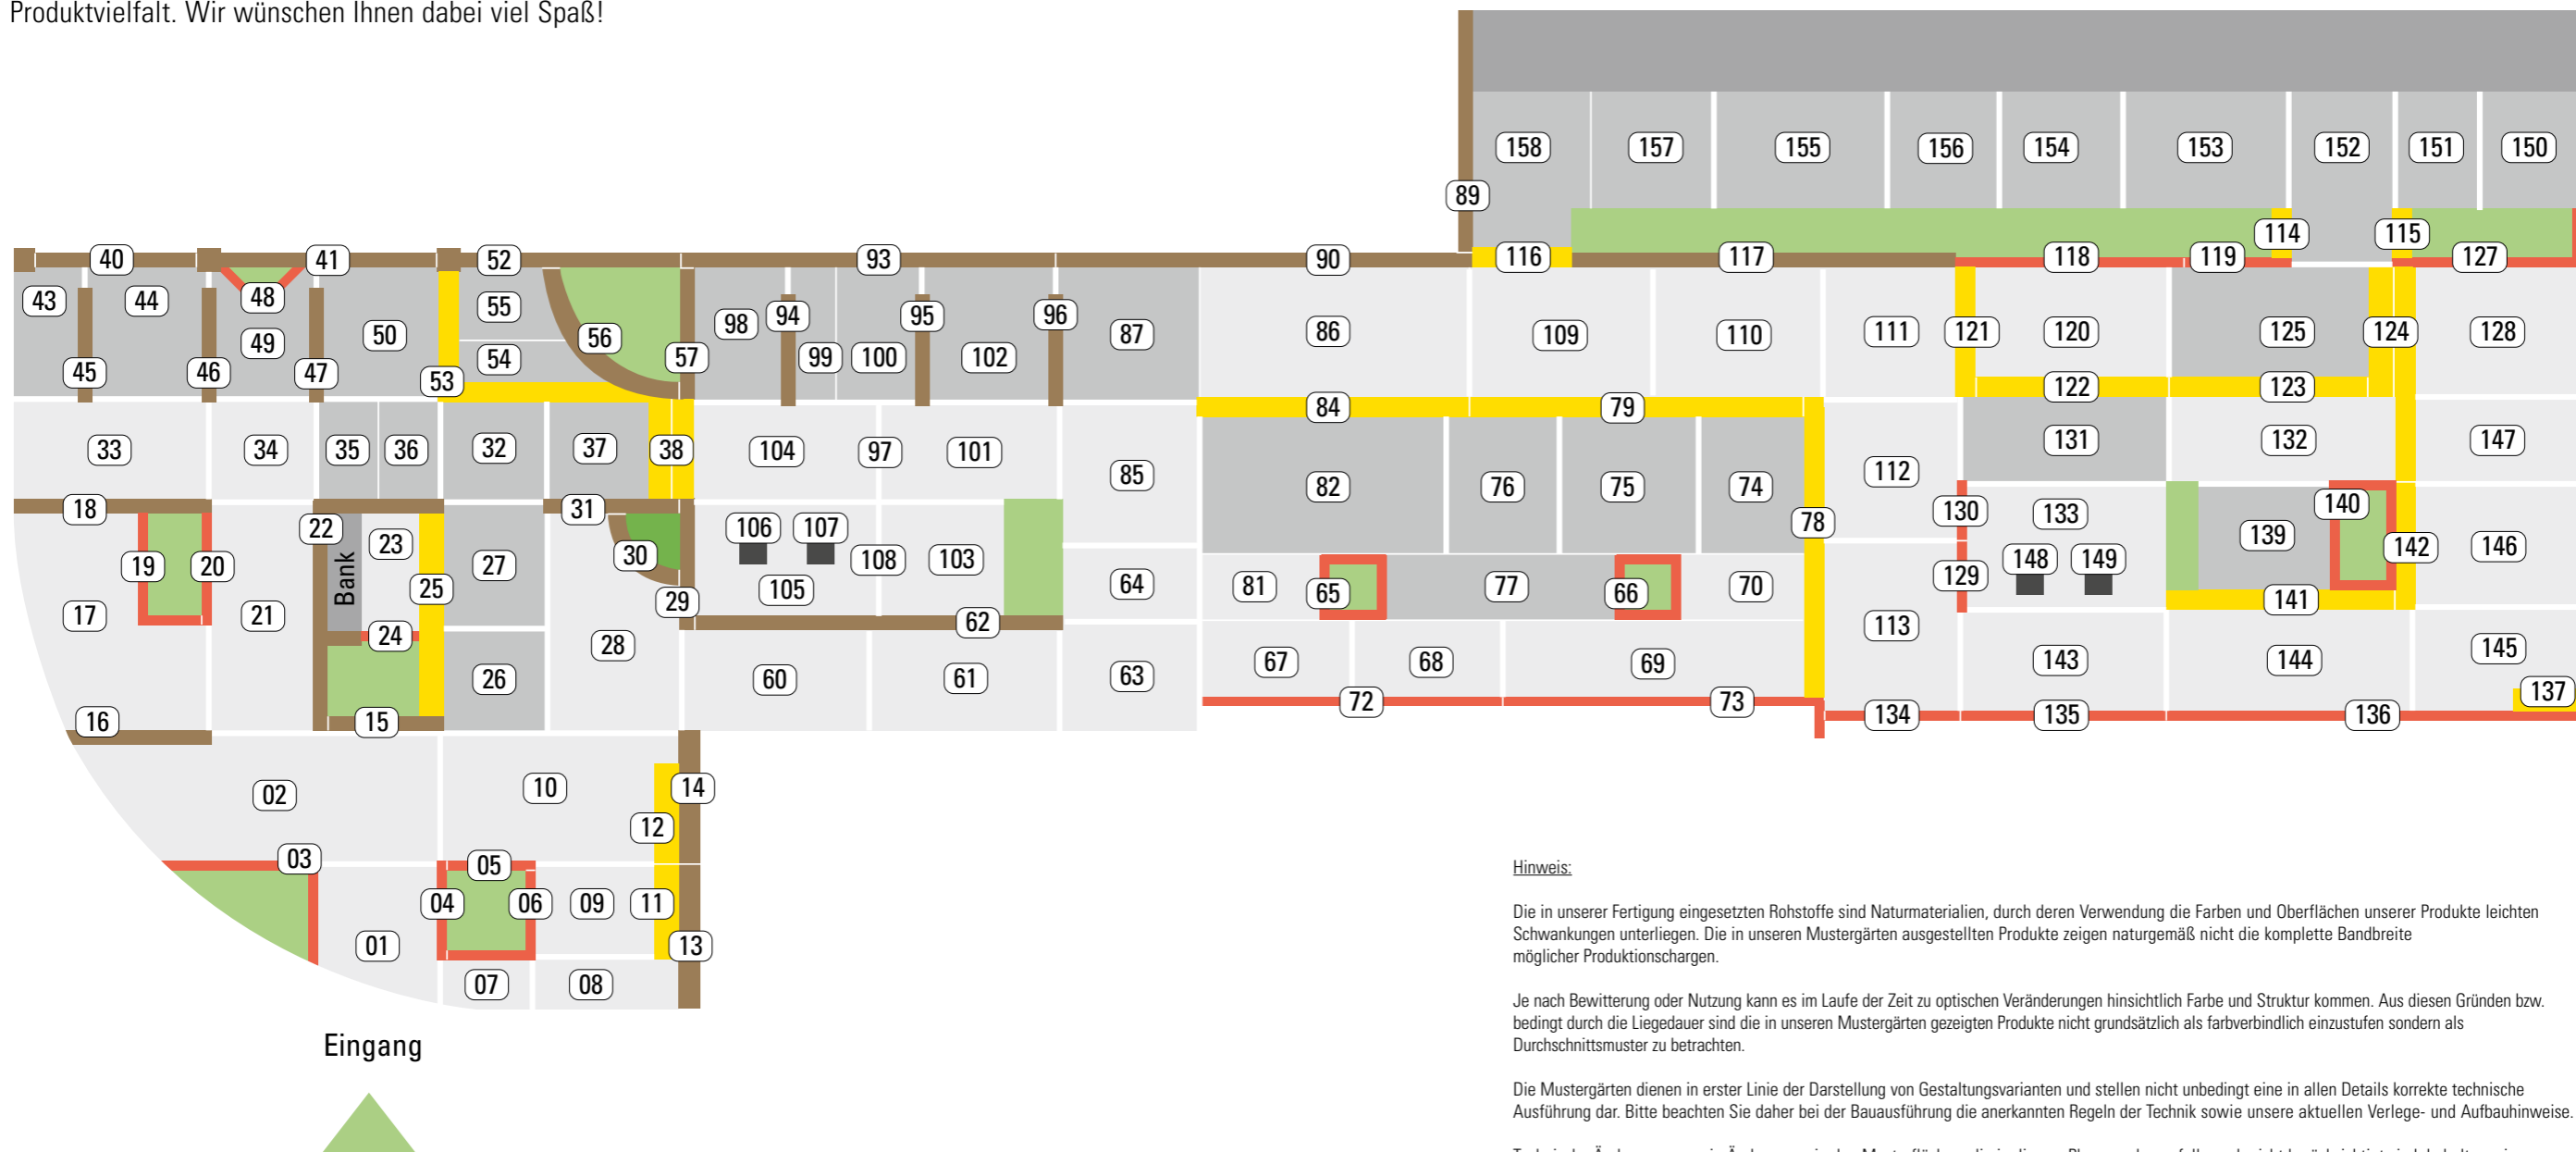 Produktvielfalt. Wir wünschen Ihnen dabei viel Spaß!
158 157 155 156 154 153 152 151 150
89
114 115
40 41 52 93 90 116 117 118 119 127
43 44 48 55 98 94 95 96 87 86 109 110 111 121 120 125 124 128
49 50 56
45 46 47 53 54 57 99 100 102
122 123
84 79
33 34 35 36 32 37 38 104 97 101 85 82 76 75 74 112 131 132 147
18 22 31 106 107 78 130 133 140
19 20 Bank 23 27 30 108 103 64 148 149 139 142 146
17 21 25 29 105 81 65 77 66 70 129 141
24 28 62 113
26 60 61 63 67 68 69 143 144 145
16 15 72 73 134 135 136 137
02 10 14
12
03 05
04 06 09 11
01 13
07 08
Eingang
Hinweis:
Die in unserer Fertigung eingesetzten Rohstoffe sind Naturmaterialien, durch deren Verwendung die Farben und Oberflächen unserer Produkte leichten
Schwankungen unterliegen. Die in unseren Mustergärten ausgestellten Produkte zeigen naturgemäß nicht die komplette Bandbreite
möglicher Produktionschargen.
Je nach Bewitterung oder Nutzung kann es im Laufe der Zeit zu optischen Veränderungen hinsichtlich Farbe und Struktur kommen. Aus diesen Gründen bzw.
bedingt durch die Liegedauer sind die in unseren Mustergärten gezeigten Produkte nicht grundsätzlich als farbverbindlich einzustufen sondern als
Durchschnittsmuster zu betrachten.
Die Mustergärten dienen in erster Linie der Darstellung von Gestaltungsvarianten und stellen nicht unbedingt eine in allen Details korrekte technische
Ausführung dar. Bitte beachten Sie daher bei der Bauausführung die anerkannten Regeln der Technik sowie unsere aktuellen Verlege- und Aufbauhinweise.